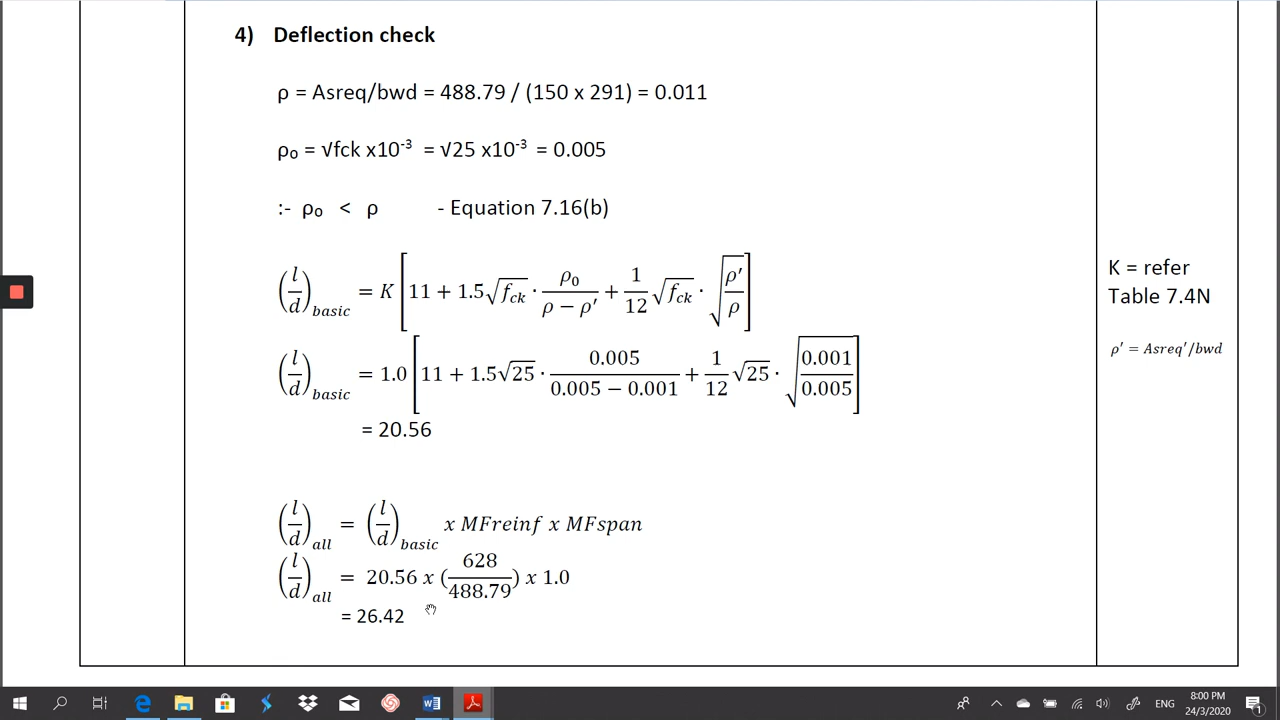 4) Deflection check
ρ = Asreq/bwd = 488.79 / (150 x 291) = 0.011
ρ₀ = √fck x10⁻³ = √25 x10⁻³ = 0.005
:- ρ₀ < ρ - Equation 7.16(b)
(l/d)basic = K [11 + 1.5√fck · ρ0/(ρ − ρ′) + 1/12 √fck · √(ρ′/ρ)]
K = refer
Table 7.4N
ρ′ = Asreq′/bwd
(l/d)basic = 1.0 [11 + 1.5√25 · 0.005/(0.005 − 0.001) + 1/12 √25 · √(0.001/0.005)]
= 20.56
(l/d)all = (l/d)basic x MFreinf x MFspan
(l/d)all = 20.56 x (628/488.79) x 1.0
= 26.42
ENG
8:00 PM
24/3/2020
1